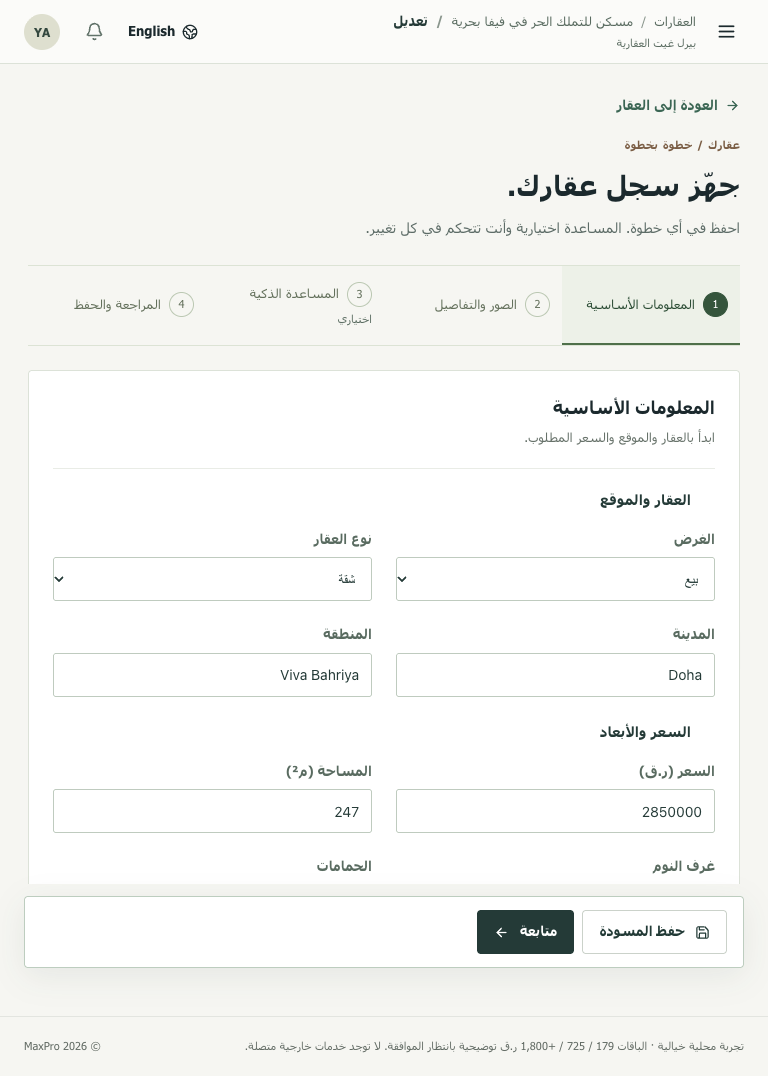 العقارات / مسكن للتملك الحر في فيفا بحرية / تعديل
بيرل غيت العقارية
English
YA
العودة إلى العقار
عقارك / خطوة بخطوة
جهّز سجل عقارك.
احفظ في أي خطوة. المساعدة اختيارية وأنت تتحكم في كل تغيير.
1 المعلومات الأساسية
2 الصور والتفاصيل
3 المساعدة الذكية
اختياري
4 المراجعة والحفظ
المعلومات الأساسية
ابدأ بالعقار والموقع والسعر المطلوب.
العقار والموقع
الغرض
نوع العقار
بيع
شقة
المدينة
المنطقة
Doha
Viva Bahriya
السعر والأبعاد
السعر (ر.ق)
المساحة (م²)
2850000
247
غرف النوم
الحمامات
حفظ المسودة
متابعة
تجربة محلية خيالية · الباقات 179 / 725 / +1,800 ر.ق توضيحية بانتظار الموافقة. لا توجد خدمات خارجية متصلة.
© 2026 MaxPro